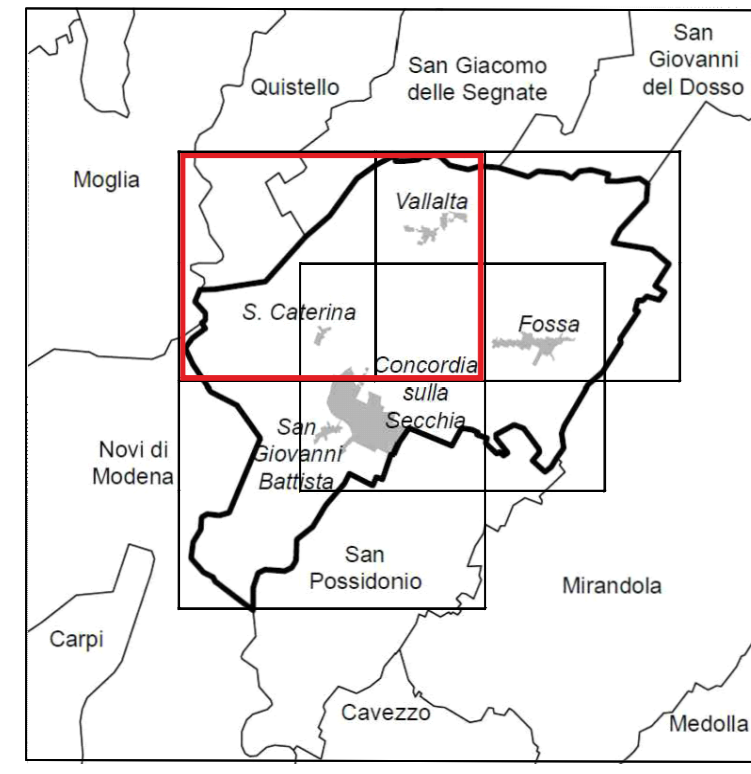 San
Giovanni
del Dosso
San Giacomo
delle Segnate
Quistello
Moglia
Vallalta
S. Caterina
Fossa
Concordia
sulla
Secchia
San
Giovanni
Battista
Novi di
Modena
San
Possidonio
Mirandola
Carpi
Cavezzo
Medolla